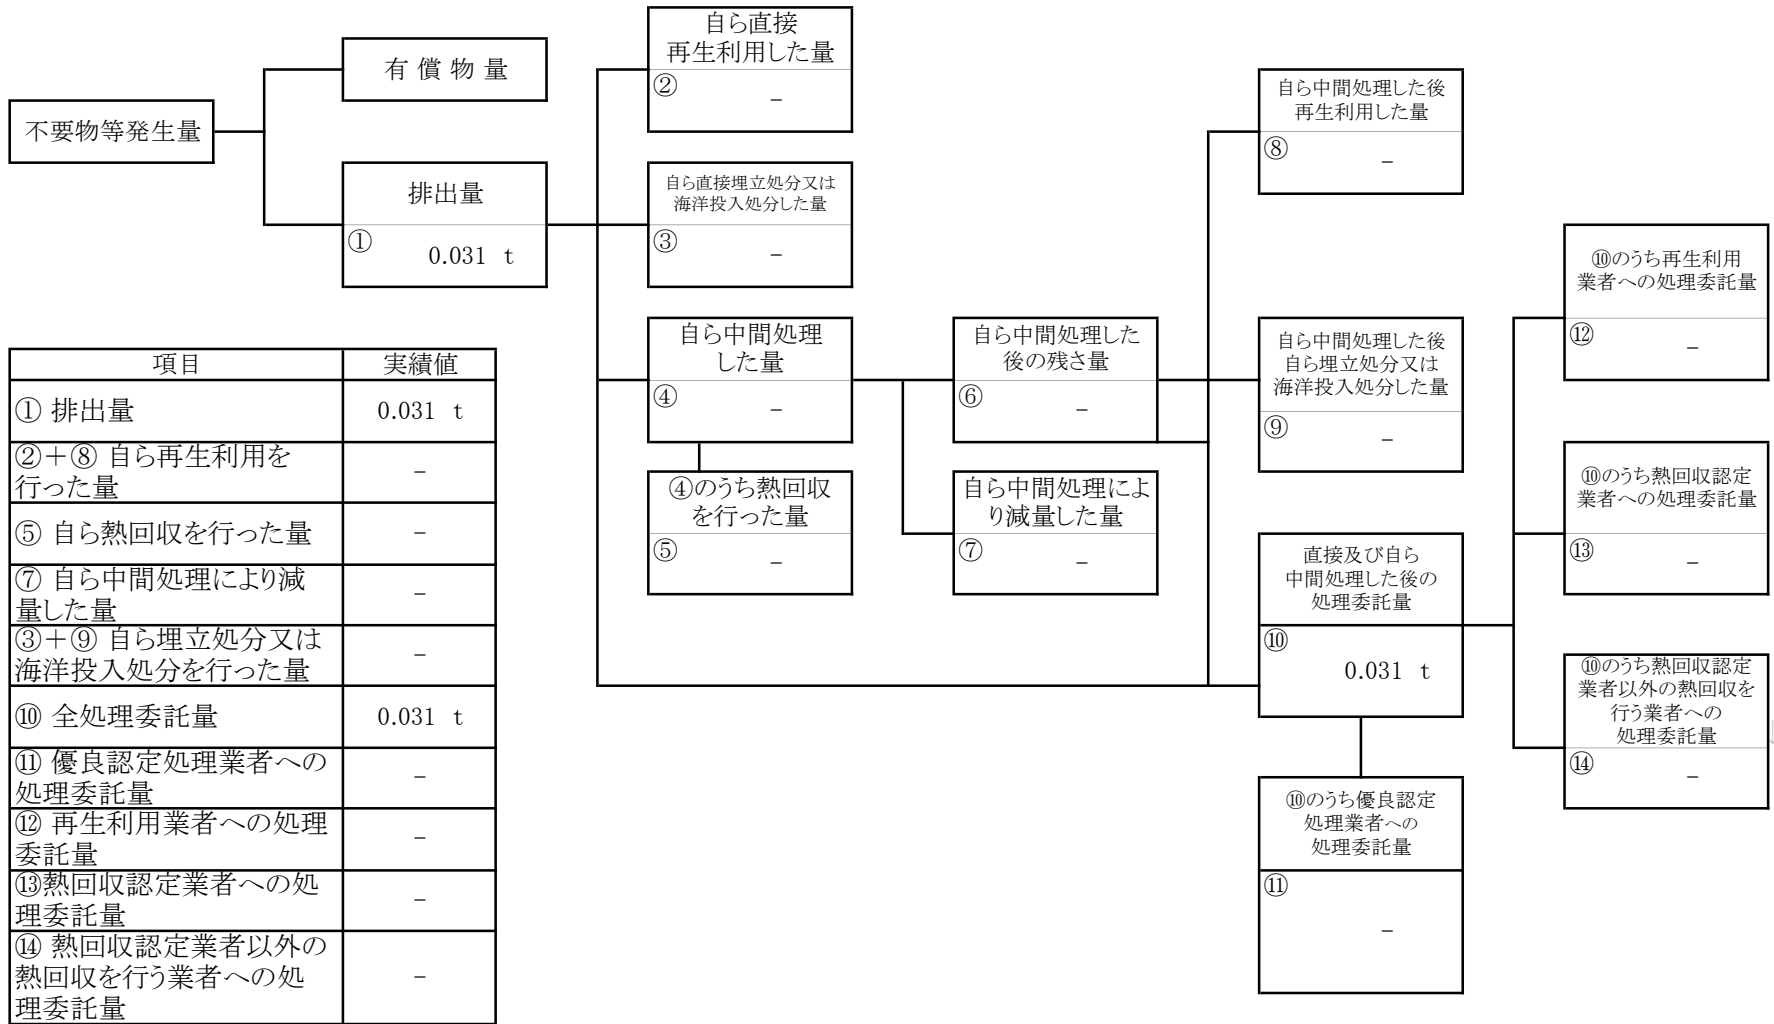 不要物等発生量
有 償 物 量
排出量
①
0.031 t
自ら直接
再生利用した量
②
－
自ら直接埋立処分又は
海洋投入処分した量
③
－
自ら中間処理
した量
④
－
④のうち熱回収
を行った量
⑤
－
自ら中間処理した
後の残さ量
⑥
－
自ら中間処理によ
り減量した量
⑦
－
自ら中間処理した後
再生利用した量
⑧
－
自ら中間処理した後
自ら埋立処分又は
海洋投入処分した量
⑨
－
直接及び自ら
中間処理した後の
処理委託量
⑩
0.031 t
⑩のうち優良認定
処理業者への
処理委託量
⑪
－
⑩のうち再生利用
業者への処理委託量
⑫
－
⑩のうち熱回収認定
業者への処理委託量
⑬
－
⑩のうち熱回収認定
業者以外の熱回収を
行う業者への
処理委託量
⑭
－
項目 実績値
① 排出量 0.031 t
②＋⑧ 自ら再生利用を
行った量
－
⑤ 自ら熱回収を行った量 －
⑦ 自ら中間処理により減
量した量
－
③＋⑨ 自ら埋立処分又は
海洋投入処分を行った量
－
⑩ 全処理委託量 0.031 t
⑪ 優良認定処理業者への
処理委託量
－
⑫ 再生利用業者への処理
委託量
－
⑬熱回収認定業者への処
理委託量
－
⑭ 熱回収認定業者以外の
熱回収を行う業者への処
理委託量
－